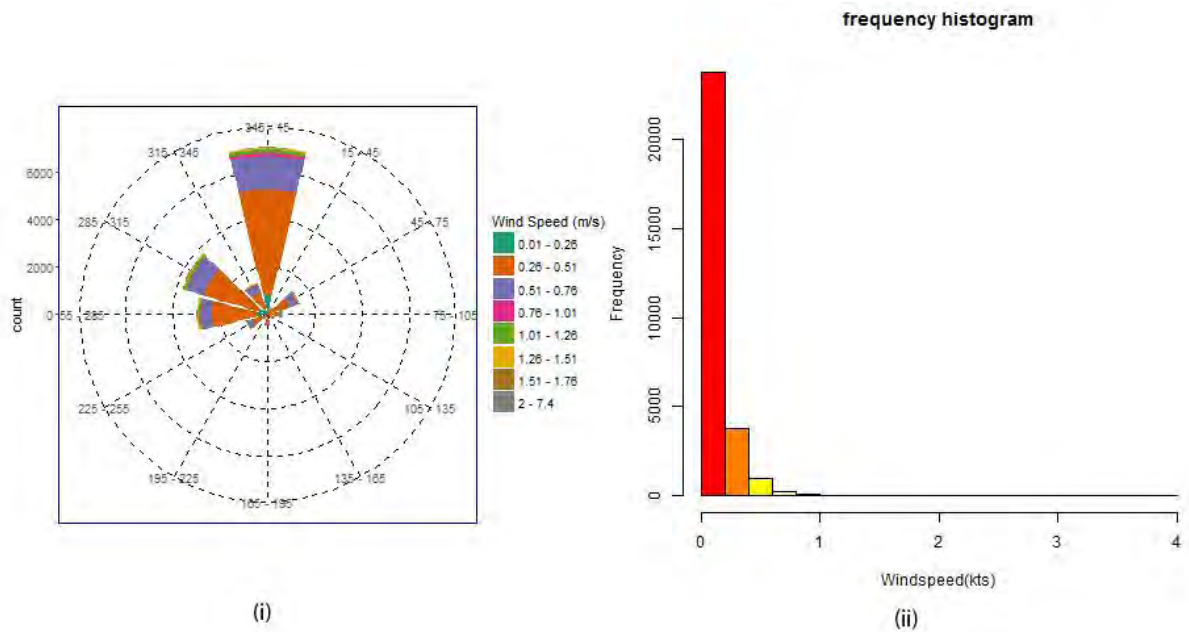 frequency histogram
345 - 45
315 - 345
15 - 45
6000
285 - 315
45 - 75
4000
2000
0
55 - 285
75 - 105
225 - 255
105 - 135
195 - 225
135 - 165
165 - 195
count
Wind Speed (m/s)
0.01 - 0.26
0.26 - 0.51
0.51 - 0.76
0.76 - 1.01
1.01 - 1.26
1.26 - 1.51
1.51 - 1.76
2 - 7.4
(i)
Frequency
20000
15000
10000
5000
0
0 1 2 3 4
Windspeed(kts)
(ii)